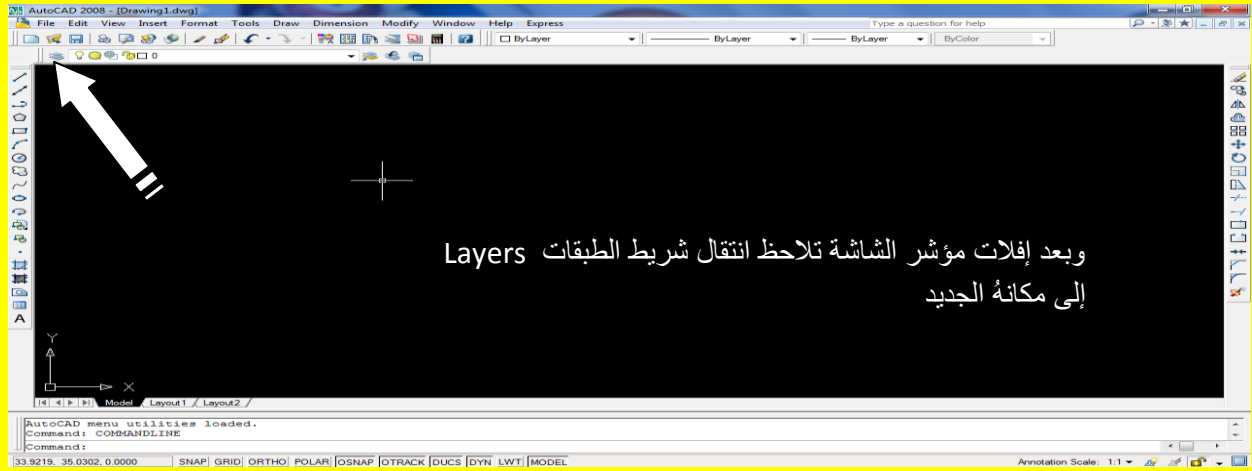 AutoCAD 2008 - [Drawing1.dwg]
File Edit View Insert Format Tools Draw Dimension Modify Window Help Express Type a question for help
ByLayer ByLayer ByLayer ByColor
0
وبعد إفلات مؤشر الشاشة تلاحظ انتقال شريط الطبقات Layers
إلى مكانهُ الجديد
A
Y
X
Model Layout1 Layout2
AutoCAD menu utilities loaded.
Command: COMMANDLINE
Command:
33.9219, 35.0302, 0.0000 SNAP GRID ORTHO POLAR OSNAP OTRACK DUCS DYN LWT MODEL Annotation Scale: 1:1